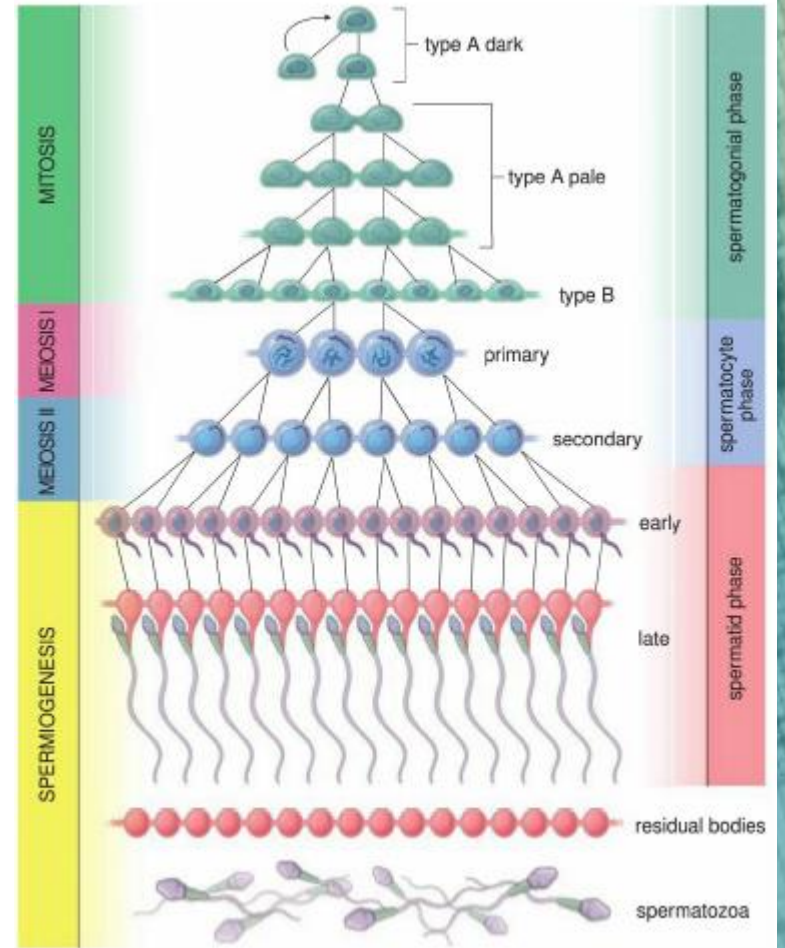 type A dark
type A pale
type B
primary
secondary
early
late
residual bodies
spermatozoa
MITOSIS
MEIOSIS I
MEIOSIS II
SPERMIOGENESIS
spermatogonial phase
spermatocyte
phase
spermatid phase